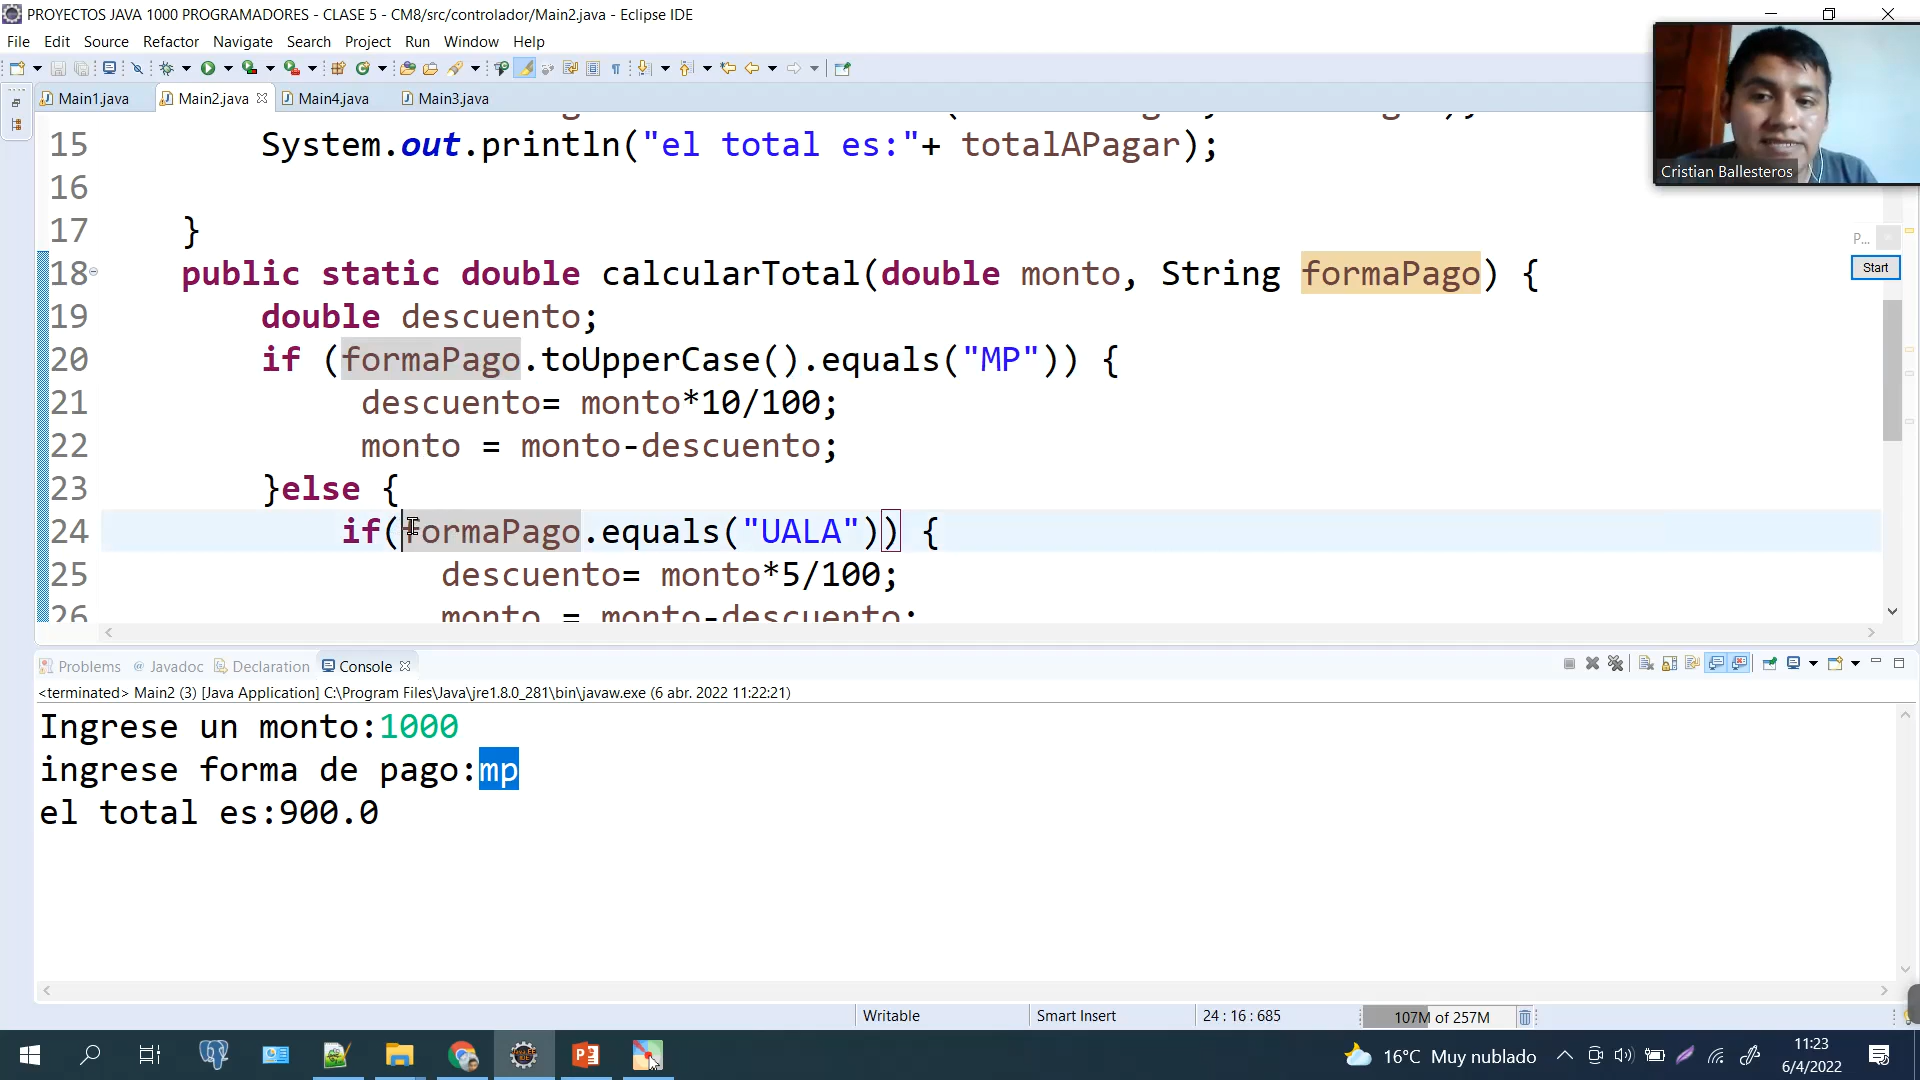 PROYECTOS JAVA 1000 PROGRAMADORES - CLASE 5 - CM8/src/controlador/Main2.java - Eclipse IDE
File Edit Source Refactor Navigate Search Project Run Window Help
Main1.java Main2.java Main4.java Main3.java
Cristian Ballesteros
P...
Start
15 System.out.println("el total es:"+ totalAPagar);
16
17 }
18 public static double calcularTotal(double monto, String formaPago) {
19 double descuento;
20 if (formaPago.toUpperCase().equals("MP")) {
21 descuento= monto*10/100;
22 monto = monto-descuento;
23 }else {
24 if(formaPago.equals("UALA")) {
25 descuento= monto*5/100;
26 monto = monto-descuento;
Problems @ Javadoc Declaration Console
<terminated> Main2 (3) [Java Application] C:\Program Files\Java\jre1.8.0_281\bin\javaw.exe (6 abr. 2022 11:22:21)
Ingrese un monto:1000
ingrese forma de pago:mp
el total es:900.0
Writable Smart Insert 24 : 16 : 685 107M of 257M
16°C Muy nublado
11:23
6/4/2022